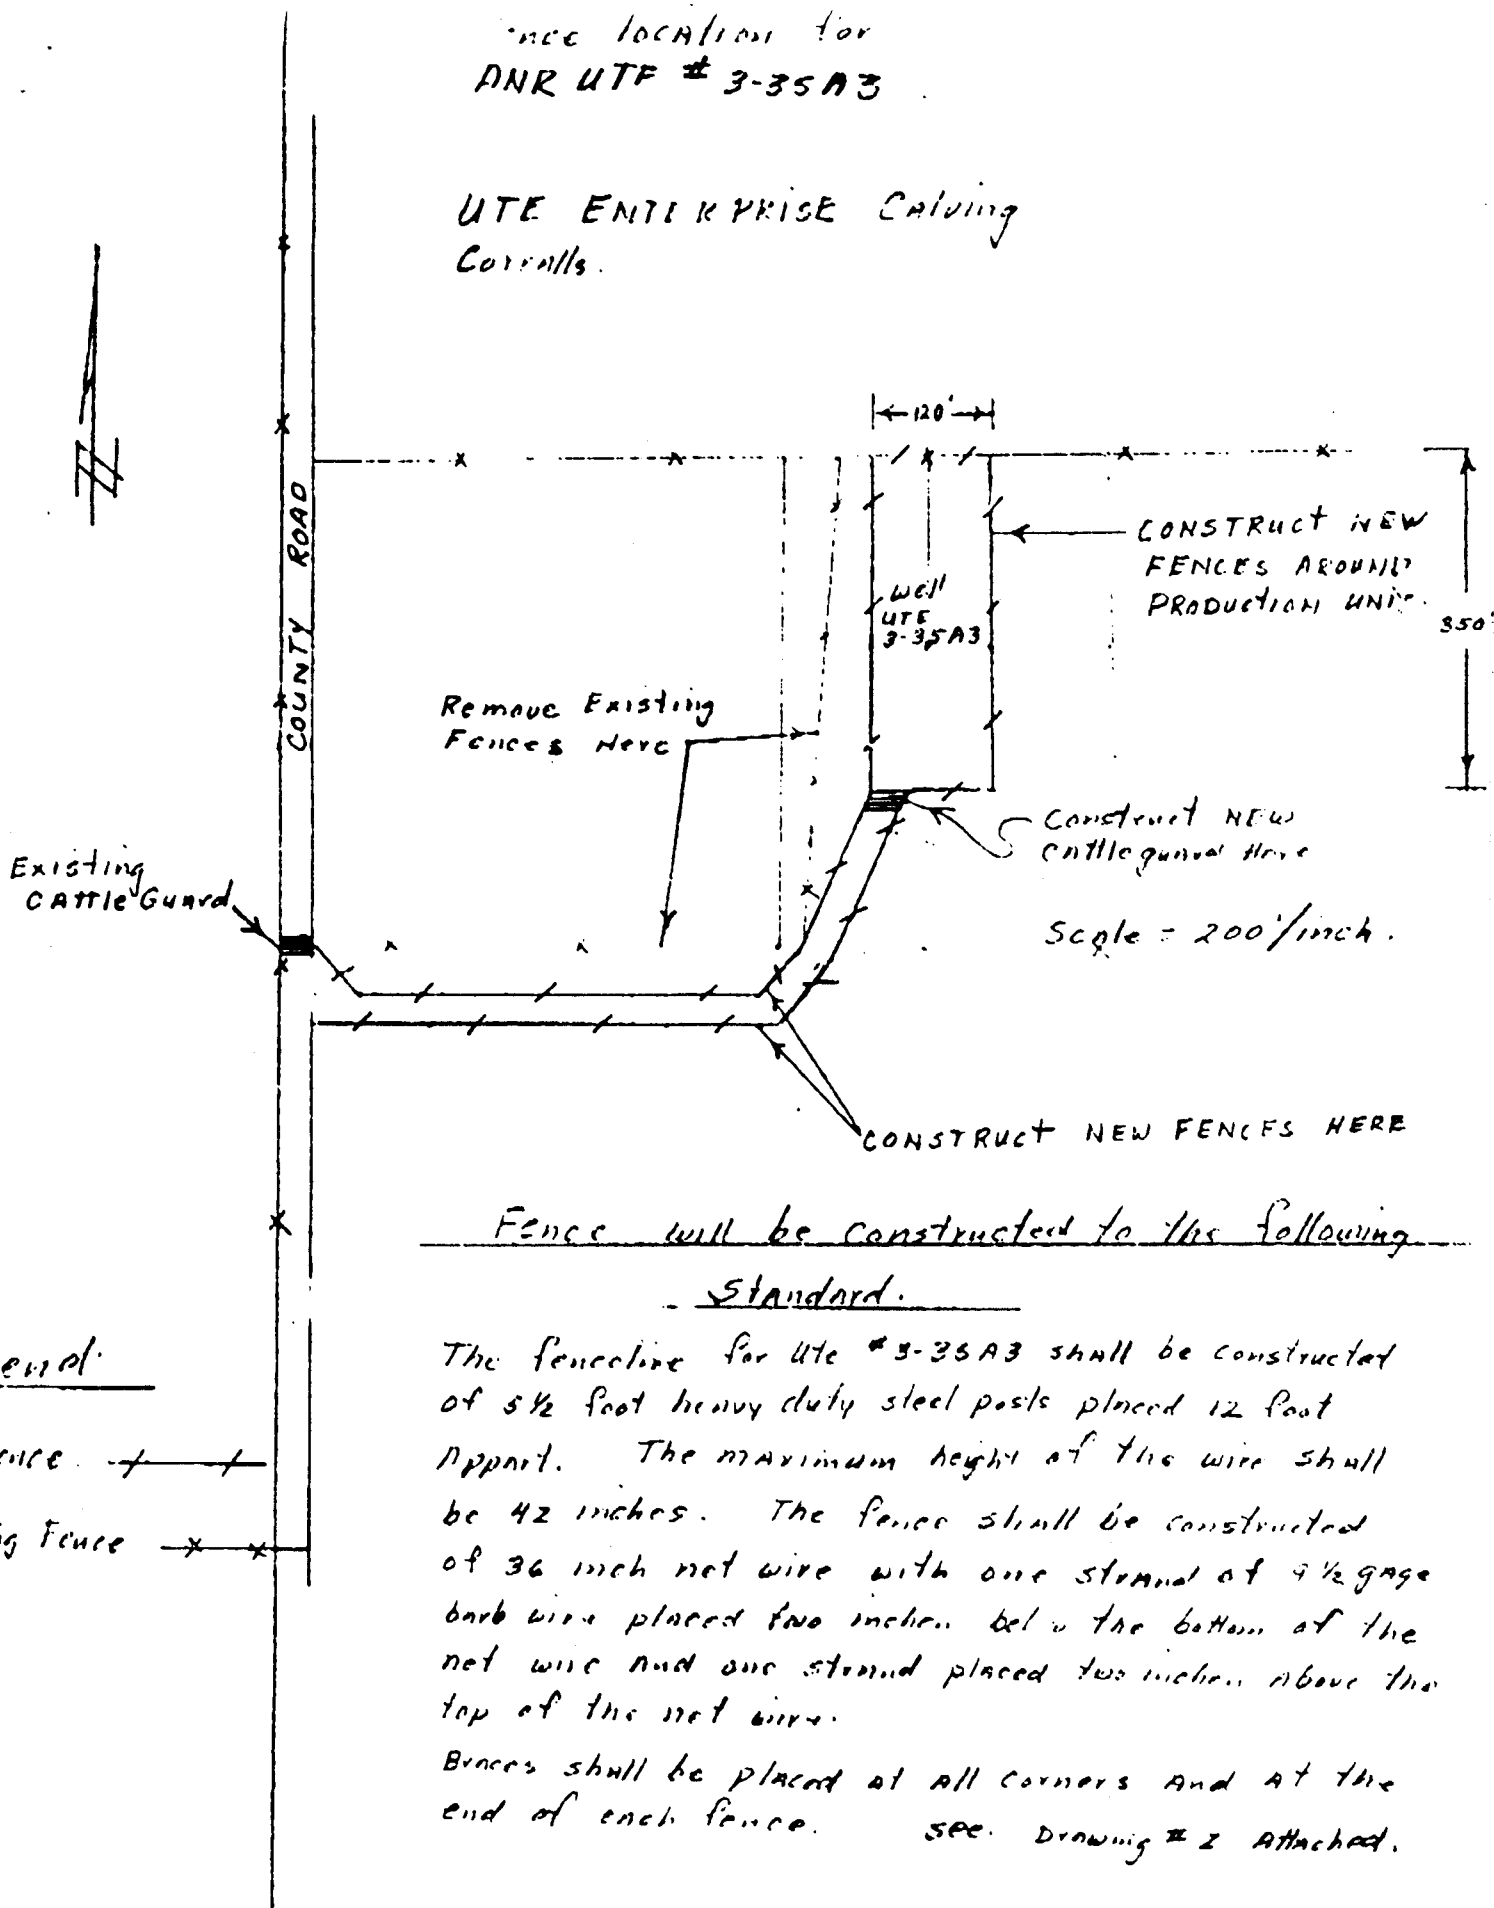 nce location for
ANR UTE # 3-35A3
UTE ENTERPRISE Calving
Corralls.
120'
COUNTY ROAD
CONSTRUCT NEW
FENCES AROUND
PRODUCTION UNIT.
350'
Well
UTE
3-35A3
Remove Existing
Fences Here
Existing
CATTLE Guard
Construct NEW
Cattleguard Here
Scale = 200'/inch.
CONSTRUCT NEW FENCES HERE
Fence will be constructed to the following
Standard.
end.
ence
g Fence
The fenceline for Ute #3-35A3 shall be constructed
of 5 1/2 foot heavy duty steel posts placed 12 foot
Appart. The maximum height of the wire shall
be 42 inches. The fence shall be constructed
of 36 inch net wire with one strand of 9 1/2 gage
barb wire placed two inches the bottom of the
net wire and one strand placed two inches above the
top of the net wire.
Braces shall be placed at all corners and at the
end of each fence. see. Drawing # 2 Attached.